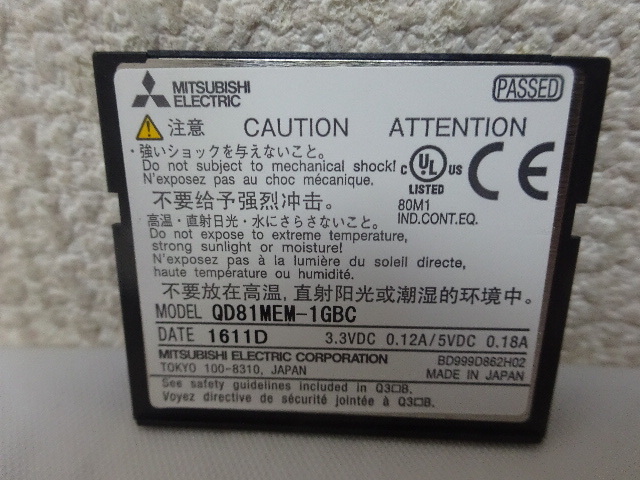 MITSUBISHI
ELECTRIC
PASSED
注意 CAUTION ATTENTION
・強いショックを与えないこと。
Do not subject to mechanical shock!
N'exposez pas au choc mécanique.
不要给予强烈冲击。
c UL US
LISTED
80M1
IND.CONT.EQ.
CE
高温・直射日光・水にさらさないこと。
Do not expose to extreme temperature,
strong sunlight or moisture!
N'exposez pas à la lumière du soleil directe,
haute température ou humidité.
不要放在高温,直射阳光或潮湿的环境中。
MODEL QD81MEM-1GBC
DATE 1611D 3.3VDC 0.12A/5VDC 0.18A
MITSUBISHI ELECTRIC CORPORATION BD999D862H02
TOKYO 100-8310, JAPAN MADE IN JAPAN
See safety guidelines included in Q3□B.
Voyez directive de sécurité jointée à Q3□B.